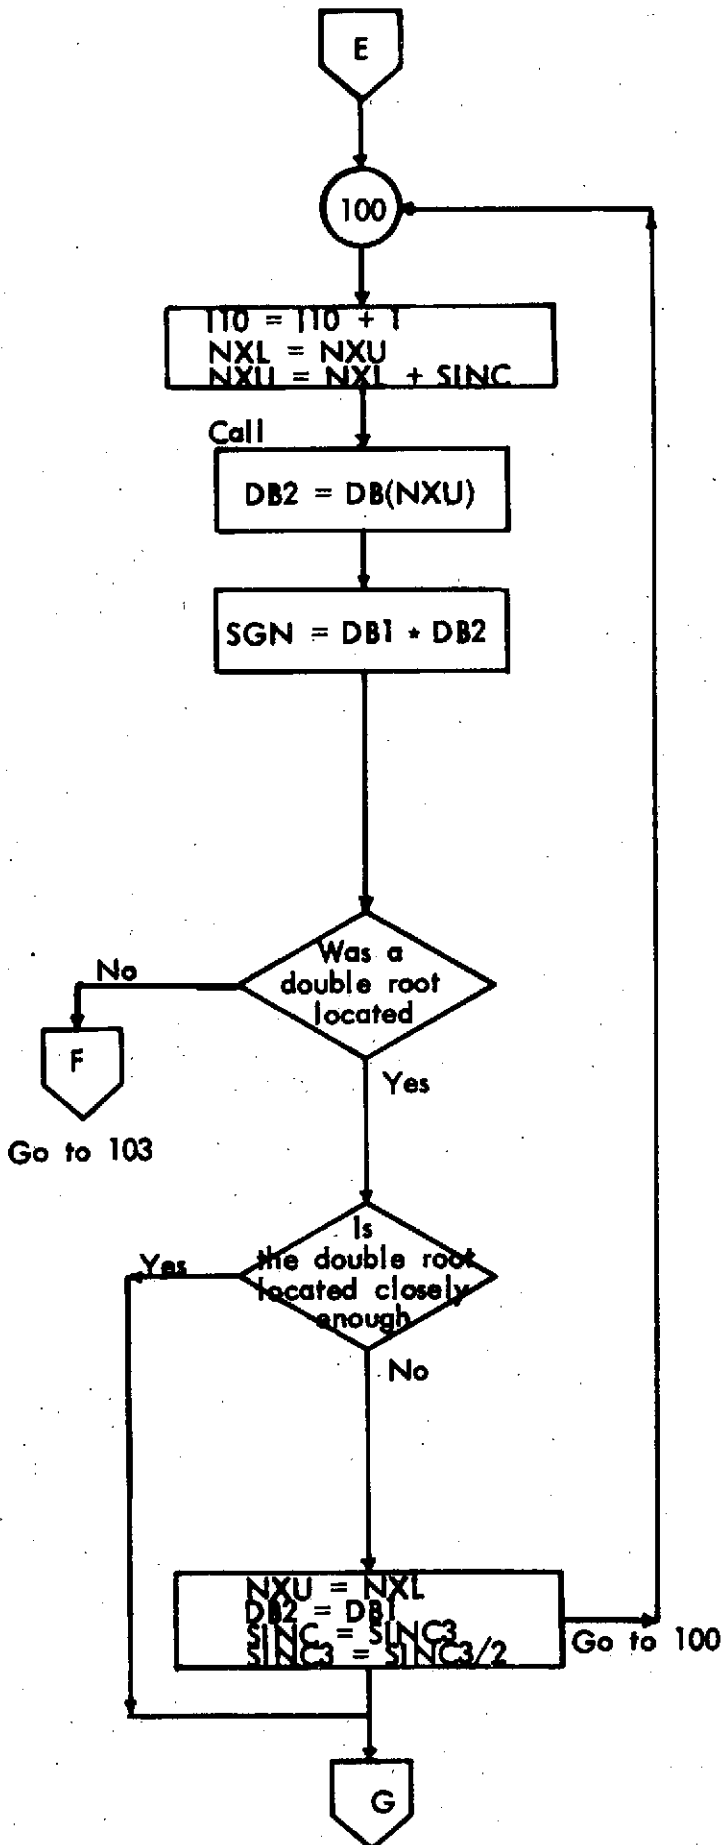 E
100
I10 = I10 + 1
NXL = NXU
NXU = NXL + SINC
Call
DB2 = DB(NXU)
SGN = DB1 * DB2
Was a
double root
located
No
F
Go to 103
Yes
Is
the double root
located closely
enough
Yes
No
NXU = NXL
DB2 = DB1
SINC = SINC3
SINC3 = SINC3/2
Go to 100
G